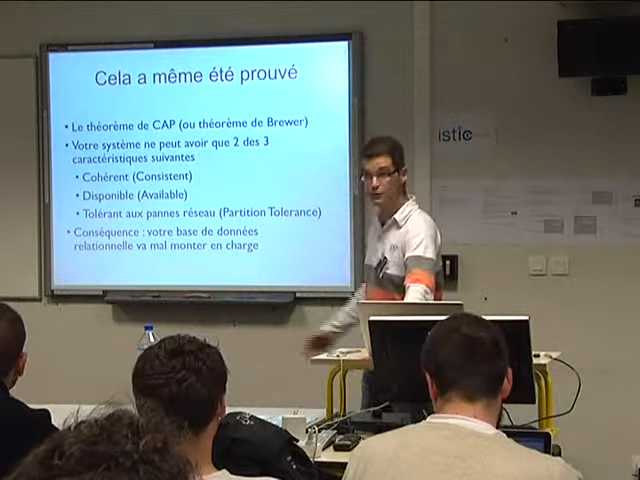 Cela a même été prouvé
• Le théorème de CAP (ou théorème de Brewer)
• Votre système ne peut avoir que 2 des 3
caractéristiques suivantes
• Cohérent (Consistent)
• Disponible (Available)
• Tolérant aux pannes réseau (Partition Tolerance)
• Conséquence : votre base de données
relationnelle va mal monter en charge
istic